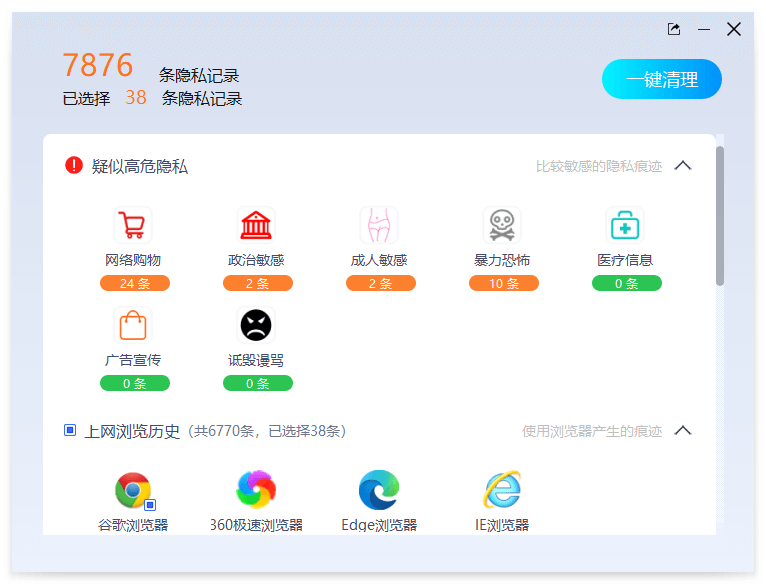 7876 条隐私记录
已选择 38 条隐私记录
一键清理
疑似高危隐私 比较敏感的隐私痕迹
网络购物 政治敏感 成人敏感 暴力恐怖 医疗信息
24 条 2 条 2 条 10 条 0 条
广告宣传 诋毁谩骂
0 条 0 条
上网浏览历史（共6770条，已选择38条） 使用浏览器产生的痕迹
谷歌浏览器 360极速浏览器 Edge浏览器 IE浏览器